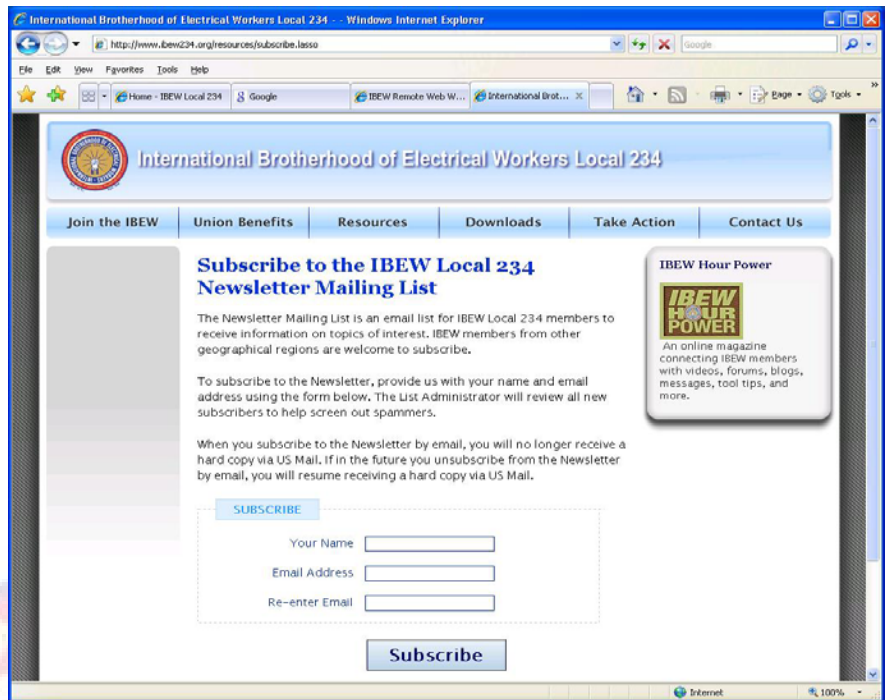 International Brotherhood of Electrical Workers Local 234 - - Windows Internet Explorer
http://www.ibew234.org/resources/subscribe.lasso
Google
File Edit View Favorites Tools Help
Home - IBEW Local 234
Google
IBEW Remote Web W...
International Brot...
Page
Tools
International Brotherhood of Electrical Workers Local 234
Join the IBEW
Union Benefits
Resources
Downloads
Take Action
Contact Us
Subscribe to the IBEW Local 234
Newsletter Mailing List
The Newsletter Mailing List is an email list for IBEW Local 234 members to
receive information on topics of interest. IBEW members from other
geographical regions are welcome to subscribe.
To subscribe to the Newsletter, provide us with your name and email
address using the form below. The List Administrator will review all new
subscribers to help screen out spammers.
When you subscribe to the Newsletter by email, you will no longer receive a
hard copy via US Mail. If in the future you unsubscribe from the Newsletter
by email, you will resume receiving a hard copy via US Mail.
SUBSCRIBE
Your Name
Email Address
Re-enter Email
Subscribe
IBEW Hour Power
IBEW
HOUR
POWER
An online magazine
connecting IBEW members
with videos, forums, blogs,
messages, tool tips, and
more.
Internet
100%